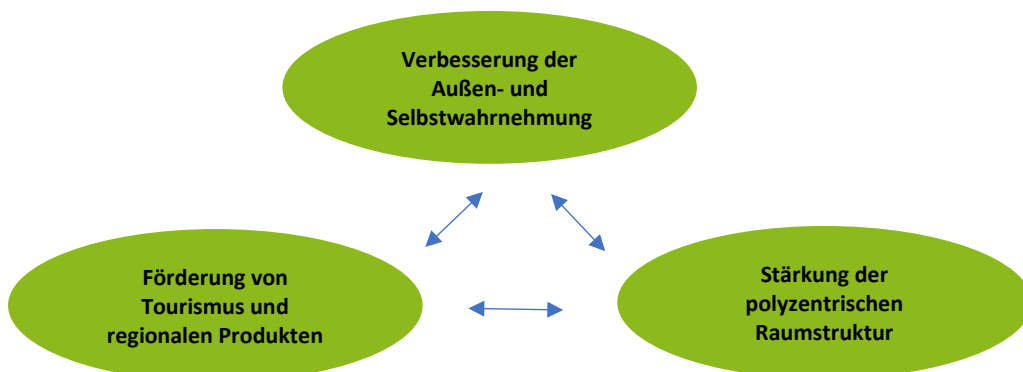 Verbesserung der
Außen- und
Selbstwahrnehmung
Förderung von
Tourismus und
regionalen Produkten
Stärkung der
polyzentrischen
Raumstruktur